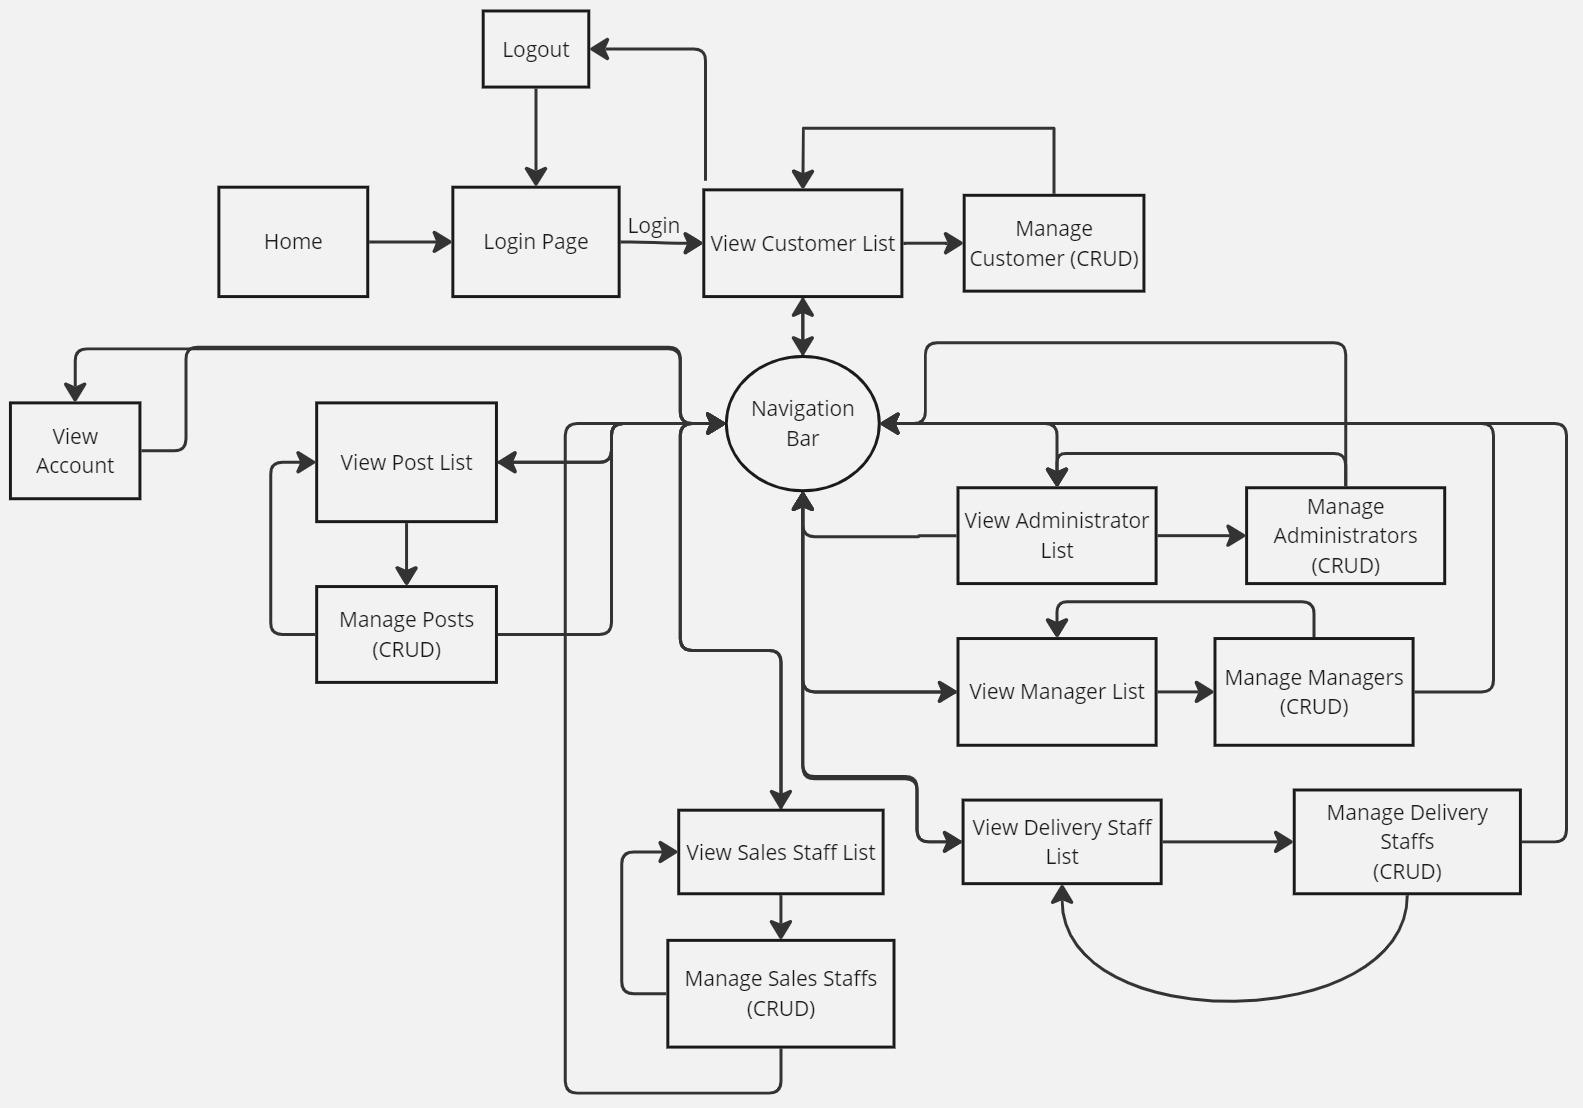 Logout
Home
Login Page
Login
View Customer List
Manage
Customer (CRUD)
View
Account
View Post List
Navigation
Bar
View Administrator
List
Manage
Administrators
(CRUD)
Manage Posts
(CRUD)
View Manager List
Manage Managers
(CRUD)
View Sales Staff List
View Delivery Staff
List
Manage Delivery
Staffs
(CRUD)
Manage Sales Staffs
(CRUD)